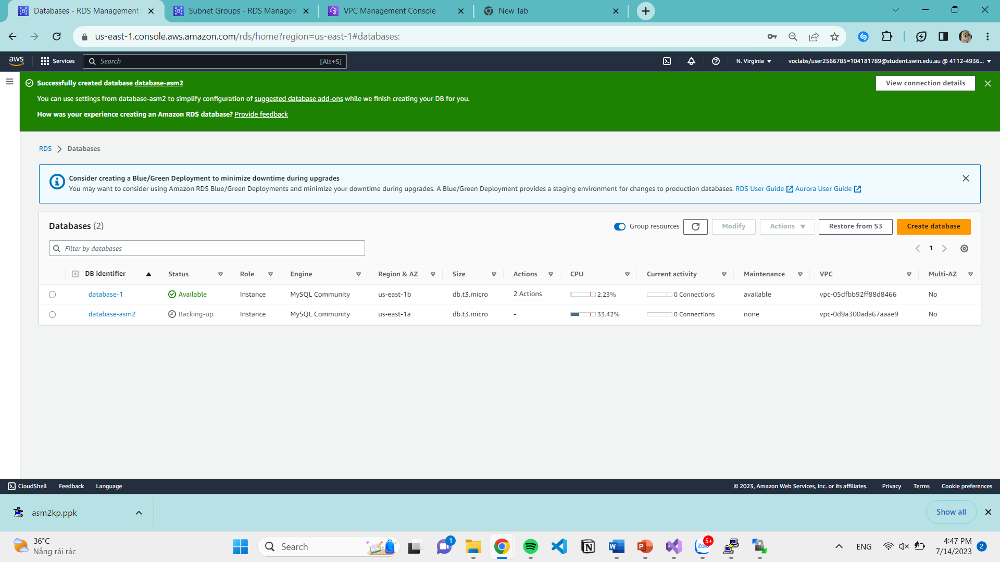 Databases - RDS Management
Subnet Groups - RDS Managem
VPC Management Console
New Tab
us-east-1.console.aws.amazon.com/rds/home?region=us-east-1#databases:
aws
Services
Search
[Alt+S]
N. Virginia
voclabs/user2566785=104181789@student.swin.edu.au @ 4112-4936...
Successfully created database database-asm2
View connection details
You can use settings from database-asm2 to simplify configuration of suggested database add-ons while we finish creating your DB for you.
How was your experience creating an Amazon RDS database? Provide feedback
RDS
Databases
Consider creating a Blue/Green Deployment to minimize downtime during upgrades
You may want to consider using Amazon RDS Blue/Green Deployments and minimize your downtime during upgrades. A Blue/Green Deployment provides a staging environment for changes to production databases. RDS User Guide Aurora User Guide
Databases (2)
Group resources
Modify
Actions
Restore from S3
Create database
Filter by databases
1
DB identifier Status Role Engine Region & AZ Size Actions CPU Current activity Maintenance VPC Multi-AZ
database-1 Available Instance MySQL Community us-east-1b db.t3.micro 2 Actions 2.23% 0 Connections available vpc-05dfbb92ff88d8466 No
database-asm2 Backing-up Instance MySQL Community us-east-1a db.t3.micro - 33.42% 0 Connections none vpc-0d9a300ada67aaae9 No
CloudShell Feedback Language
© 2023, Amazon Web Services, Inc. or its affiliates. Privacy Terms Cookie preferences
asm2kp.ppk
Show all
36°C
Nắng rải rác
Search
1
5+
Zalo
ENG
4:47 PM
7/14/2023
2